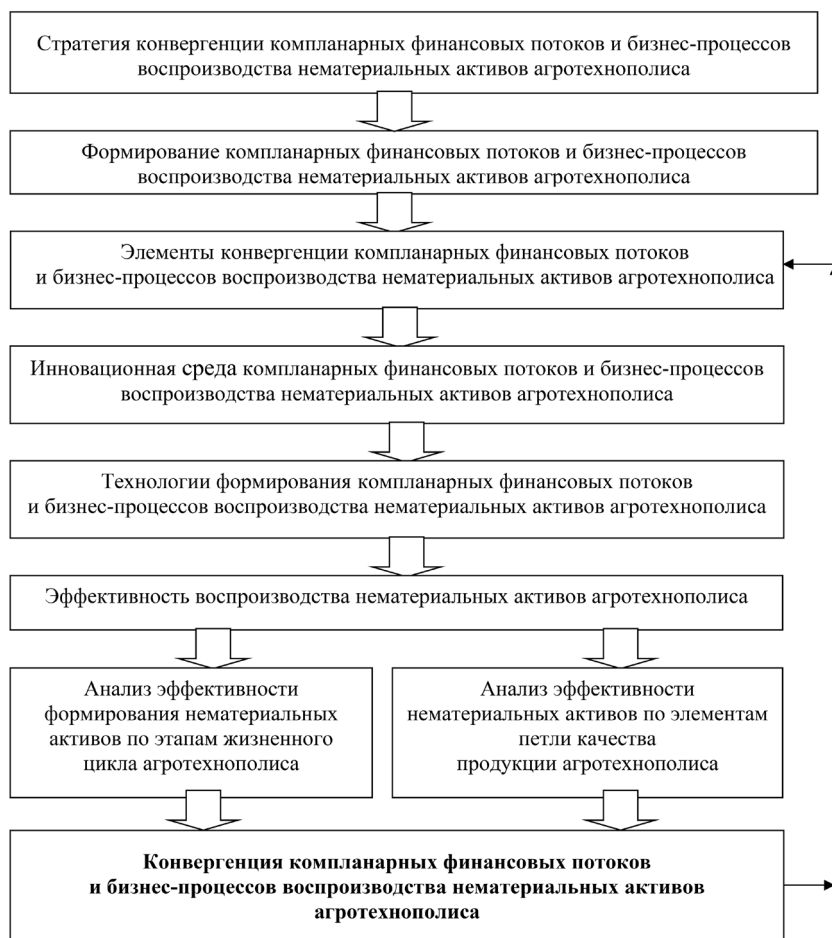 Стратегия конвергенции компланарных финансовых потоков и бизнес-процессов
воспроизводства нематериальных активов агротехнополиса
Формирование компланарных финансовых потоков и бизнес-процессов
воспроизводства нематериальных активов агротехнополиса
Элементы конвергенции компланарных финансовых потоков
и бизнес-процессов воспроизводства нематериальных активов агротехнополиса
Инновационная среда компланарных финансовых потоков и бизнес-процессов
воспроизводства нематериальных активов агротехнополиса
Технологии формирования компланарных финансовых потоков
и бизнес-процессов воспроизводства нематериальных активов агротехнополиса
Эффективность воспроизводства нематериальных активов агротехнополиса
Анализ эффективности
формирования нематериальных
активов по этапам жизненного
цикла агротехнополиса
Анализ эффективности
нематериальных активов по элементам
петли качества
продукции агротехнополиса
Конвергенция компланарных финансовых потоков
и бизнес-процессов воспроизводства нематериальных активов
агротехнополиса